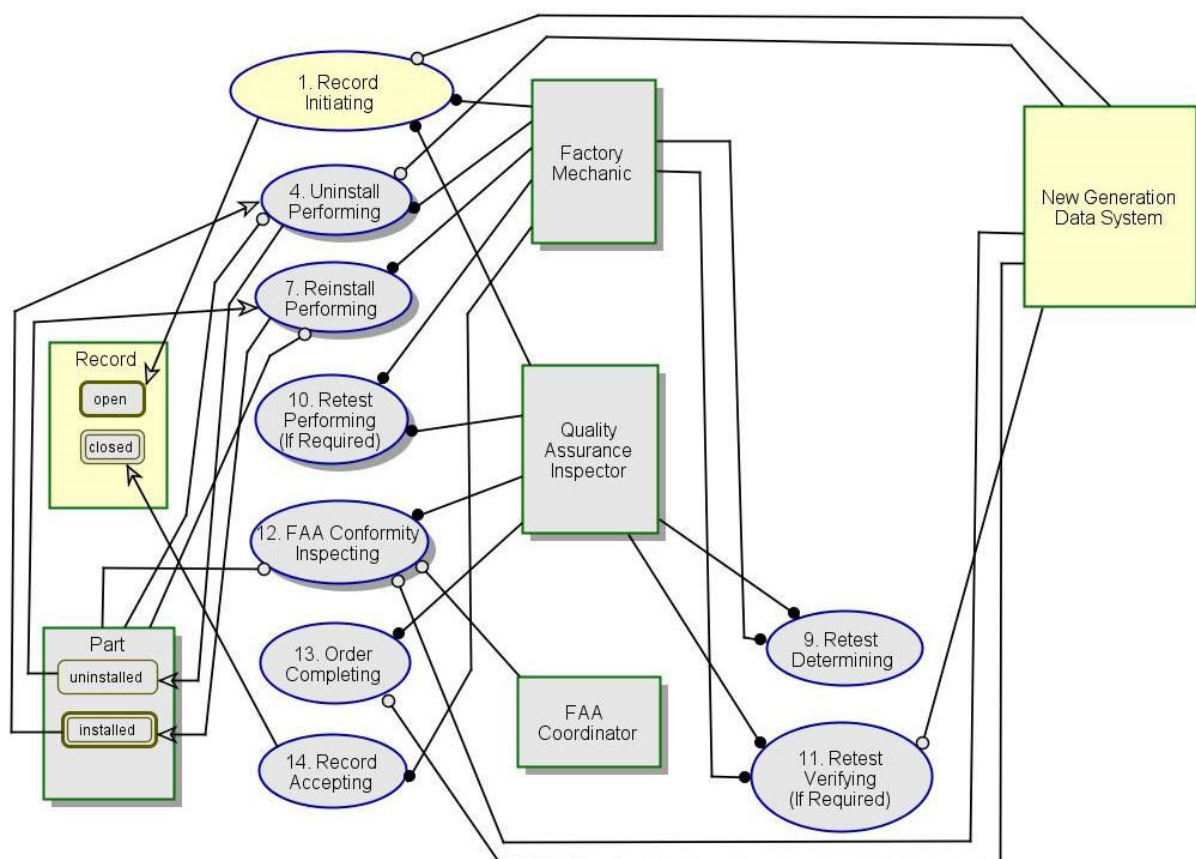 1. Record
Initiating
4. Uninstall
Performing
7. Reinstall
Performing
10. Retest
Performing
(If Required)
12. FAA Conformity
Inspecting
13. Order
Completing
14. Record
Accepting
Record
open
closed
Part
uninstalled
installed
Factory
Mechanic
Quality
Assurance
Inspector
FAA
Coordinator
New Generation
Data System
9. Retest
Determining
11. Retest
Verifying
(If Required)